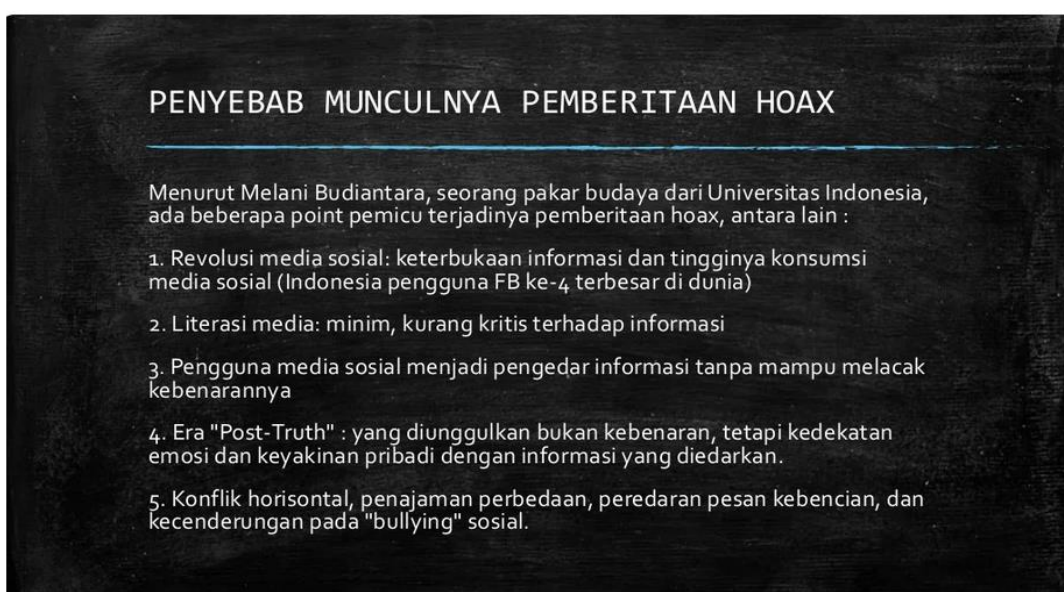 PENYEBAB MUNCULNYA PEMBERITAAN HOAX
Menurut Melani Budiantara, seorang pakar budaya dari Universitas Indonesia,
ada beberapa point pemicu terjadinya pemberitaan hoax, antara lain :
1. Revolusi media sosial: keterbukaan informasi dan tingginya konsumsi
media sosial (Indonesia pengguna FB ke-4 terbesar di dunia)
2. Literasi media: minim, kurang kritis terhadap informasi
3. Pengguna media sosial menjadi pengedar informasi tanpa mampu melacak
kebenarannya
4. Era "Post-Truth" : yang diunggulkan bukan kebenaran, tetapi kedekatan
emosi dan keyakinan pribadi dengan informasi yang diedarkan.
5. Konflik horisontal, penajaman perbedaan, peredaran pesan kebencian, dan
kecenderungan pada "bullying" sosial.